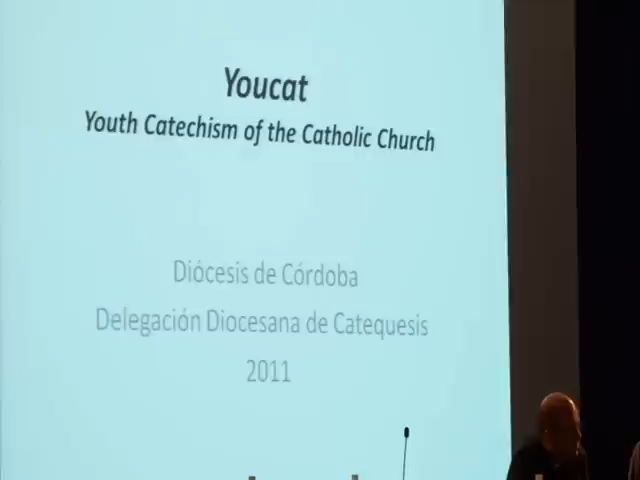 Youcat
Youth Catechism of the Catholic Church
Diócesis de Córdoba
Delegación Diocesana de Catequesis
2011